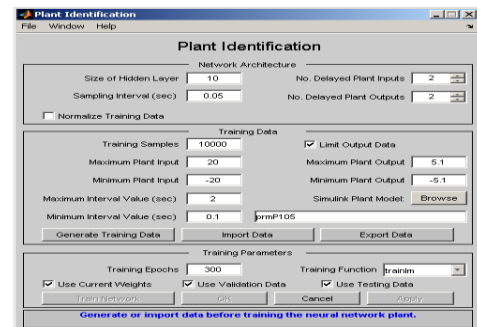 Plant Identification
File Window Help
Plant Identification
Network Architecture
Size of Hidden Layer 10 No. Delayed Plant Inputs 2
Sampling Interval (sec) 0.05 No. Delayed Plant Outputs 2
Normalize Training Data
Training Data
Training Samples 10000 Limit Output Data
Maximum Plant Input 20 Maximum Plant Output 5.1
Minimum Plant Input -20 Minimum Plant Output -5.1
Maximum Interval Value (sec) 2 Simulink Plant Model: Browse
Minimum Interval Value (sec) 0.1 prmP105
Generate Training Data Import Data Export Data
Training Parameters
Training Epochs 300 Training Function trainlm
Use Current Weights Use Validation Data Use Testing Data
Train Network OK Cancel Apply
Generate or import data before training the neural network plant.